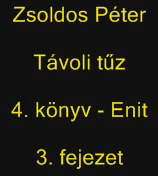 Zsoldos Péter
Távoli tűz
4. könyv - Enit
3. fejezet